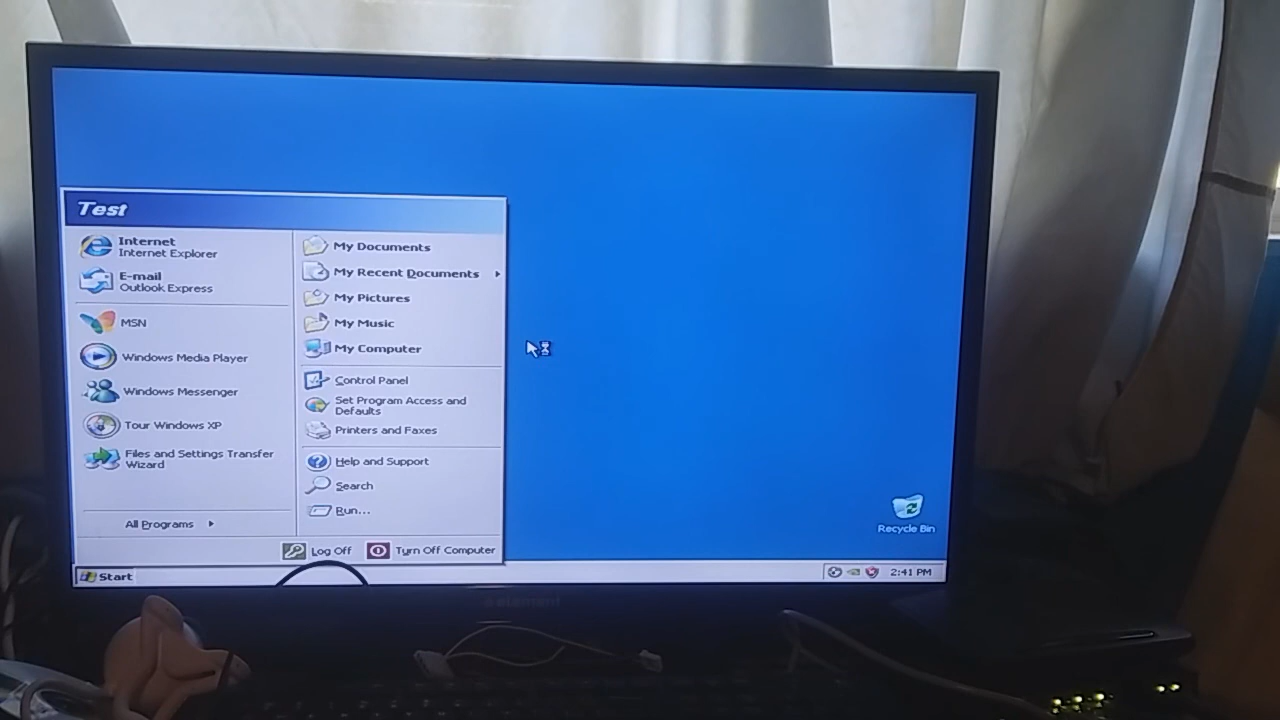 Test
Internet
Internet Explorer
E-mail
Outlook Express
MSN
Windows Media Player
Windows Messenger
Tour Windows XP
Files and Settings Transfer
Wizard
All Programs
My Documents
My Recent Documents
My Pictures
My Music
My Computer
Control Panel
Set Program Access and
Defaults
Printers and Faxes
Help and Support
Search
Run...
Log Off
Turn Off Computer
Recycle Bin
Start
2:41 PM
element